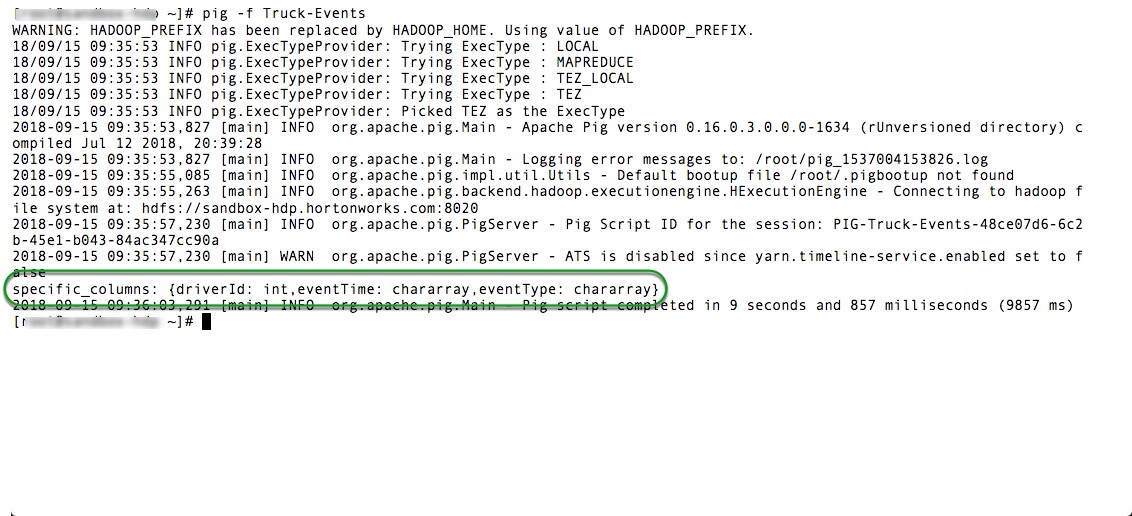 ~]# pig -f Truck-Events
WARNING: HADOOP_PREFIX has been replaced by HADOOP_HOME. Using value of HADOOP_PREFIX.
18/09/15 09:35:53 INFO pig.ExecTypeProvider: Trying ExecType : LOCAL
18/09/15 09:35:53 INFO pig.ExecTypeProvider: Trying ExecType : MAPREDUCE
18/09/15 09:35:53 INFO pig.ExecTypeProvider: Trying ExecType : TEZ_LOCAL
18/09/15 09:35:53 INFO pig.ExecTypeProvider: Trying ExecType : TEZ
18/09/15 09:35:53 INFO pig.ExecTypeProvider: Picked TEZ as the ExecType
2018-09-15 09:35:53,827 [main] INFO  org.apache.pig.Main - Apache Pig version 0.16.0.3.0.0.0-1634 (rUnversioned directory) c
ompiled Jul 12 2018, 20:39:28
2018-09-15 09:35:53,827 [main] INFO  org.apache.pig.Main - Logging error messages to: /root/pig_1537004153826.log
2018-09-15 09:35:55,085 [main] INFO  org.apache.pig.impl.util.Utils - Default bootup file /root/.pigbootup not found
2018-09-15 09:35:55,263 [main] INFO  org.apache.pig.backend.hadoop.executionengine.HExecutionEngine - Connecting to hadoop f
ile system at: hdfs://sandbox-hdp.hortonworks.com:8020
2018-09-15 09:35:57,230 [main] INFO  org.apache.pig.PigServer - Pig Script ID for the session: PIG-Truck-Events-48ce07d6-6c2
b-45e1-b043-84ac347cc90a
2018-09-15 09:35:57,230 [main] WARN  org.apache.pig.PigServer - ATS is disabled since yarn.timeline-service.enabled set to f
alse
specific_columns: {driverId: int,eventTime: chararray,eventType: chararray}
2018-09-15 09:36:03,291 [main] INFO  org.apache.pig.Main - Pig script completed in 9 seconds and 857 milliseconds (9857 ms)
~]#